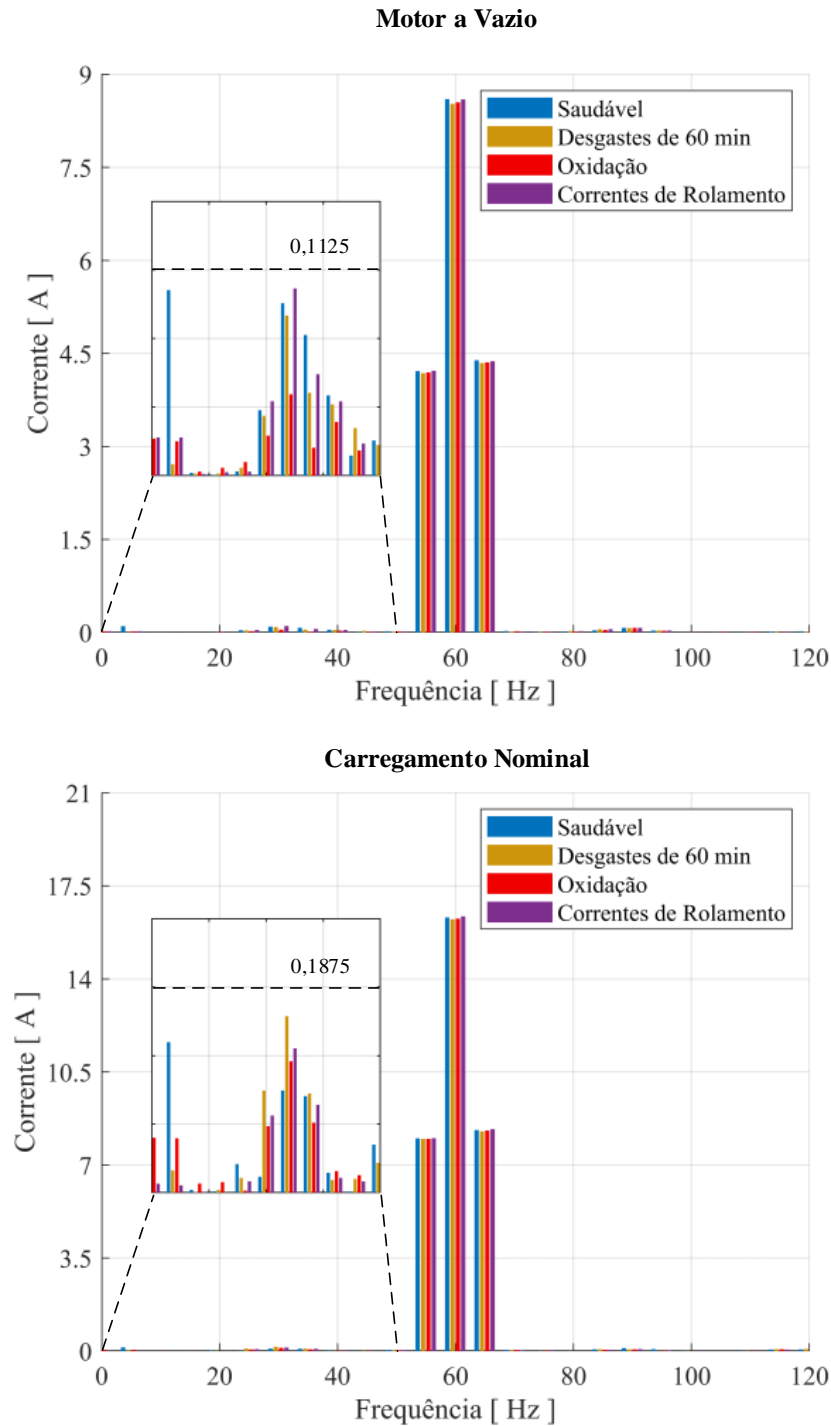 Motor a Vazio
9
7.5
6
4.5
3
1.5
0
Corrente [ A ]
Saudável
Desgastes de 60 min
Oxidação
Correntes de Rolamento
0,1125
0 20 40 60 80 100 120
Frequência [ Hz ]
Carregamento Nominal
21
17.5
14
10.5
7
3.5
0
Corrente [ A ]
Saudável
Desgastes de 60 min
Oxidação
Correntes de Rolamento
0,1875
0 20 40 60 80 100 120
Frequência [ Hz ]